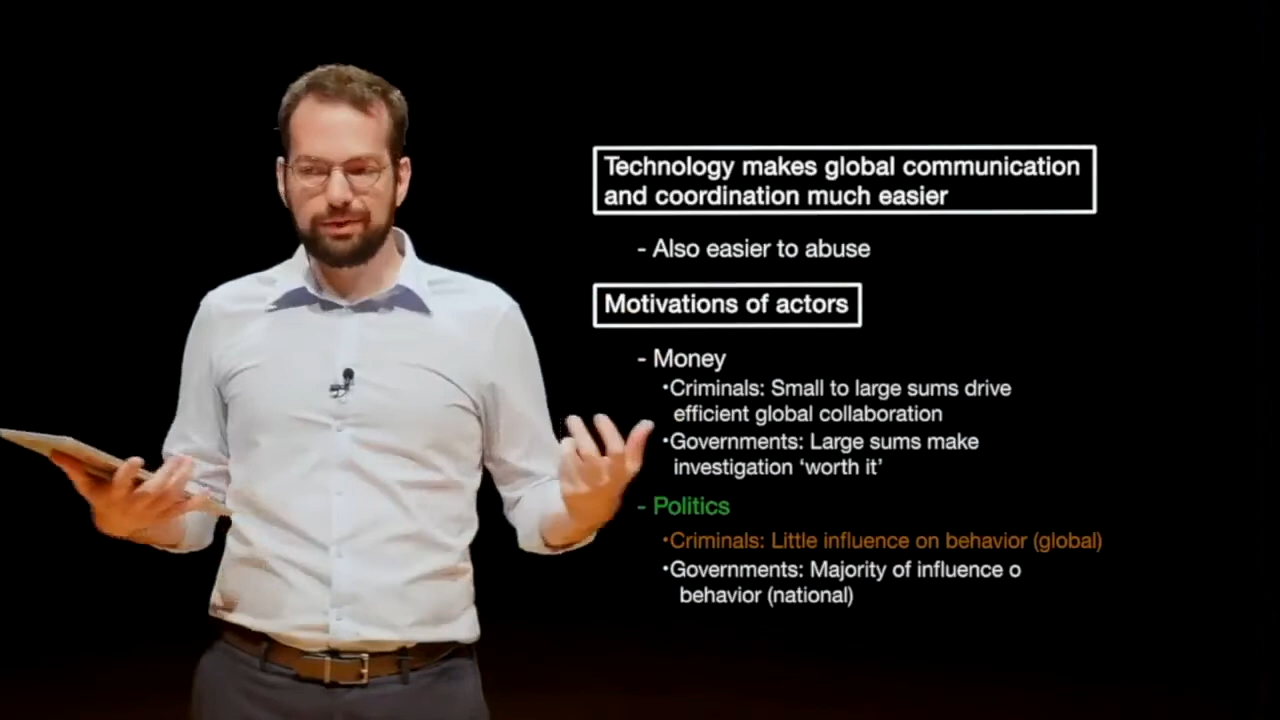 Technology makes global communication
and coordination much easier
- Also easier to abuse
Motivations of actors
- Money
•Criminals: Small to large sums drive
efficient global collaboration
•Governments: Large sums make
investigation ‘worth it’
- Politics
•Criminals: Little influence on behavior (global)
•Governments: Majority of influence o
behavior (national)